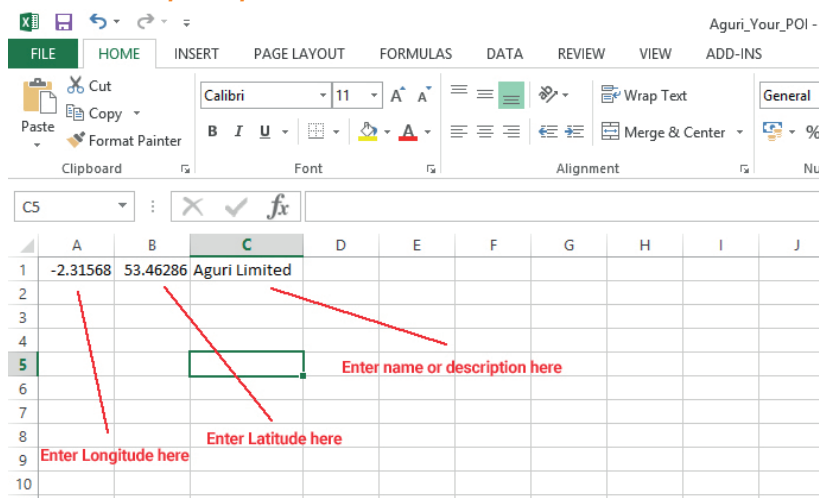 Aguri_Your_POI -
FILE HOME INSERT PAGE LAYOUT FORMULAS DATA REVIEW VIEW ADD-INS
Cut
Copy
Format Painter
Paste
Clipboard
Calibri 11 A A
B I U A
Font
Wrap Text
Merge & Center
Alignment
General
%
Nu
C5 fx
A B C D E F G H I J
1 -2.31568 53.46286 Aguri Limited
2
3
4
5 Enter name or description here
6
7
8 Enter Latitude here
9 Enter Longitude here
10